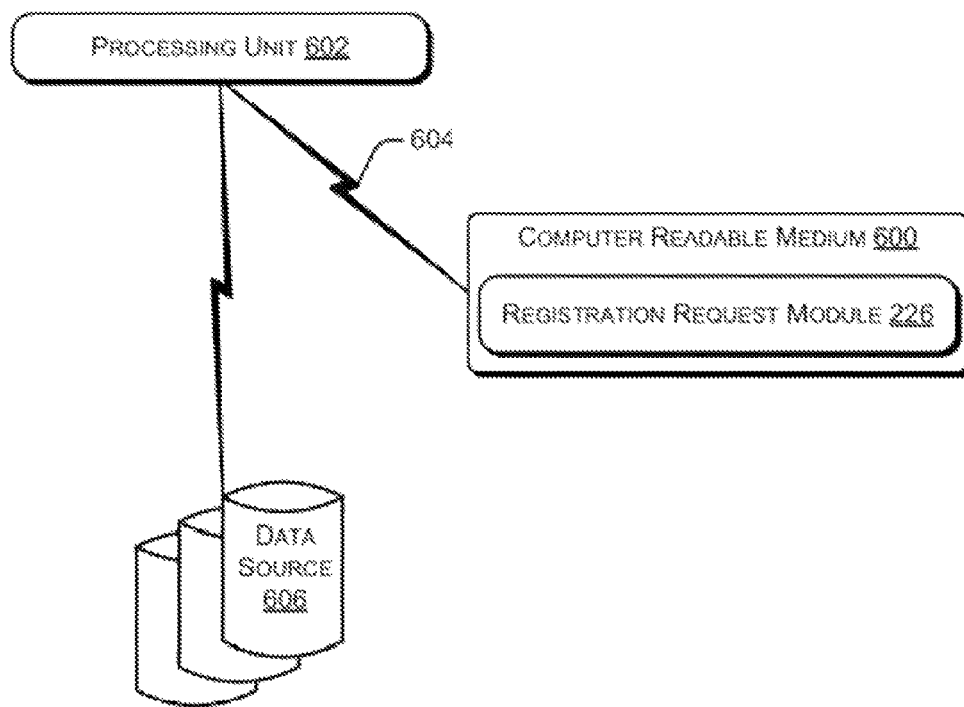 PROCESSING UNIT 602
604
COMPUTER READABLE MEDIUM 600
REGISTRATION REQUEST MODULE 226
DATA
SOURCE
606